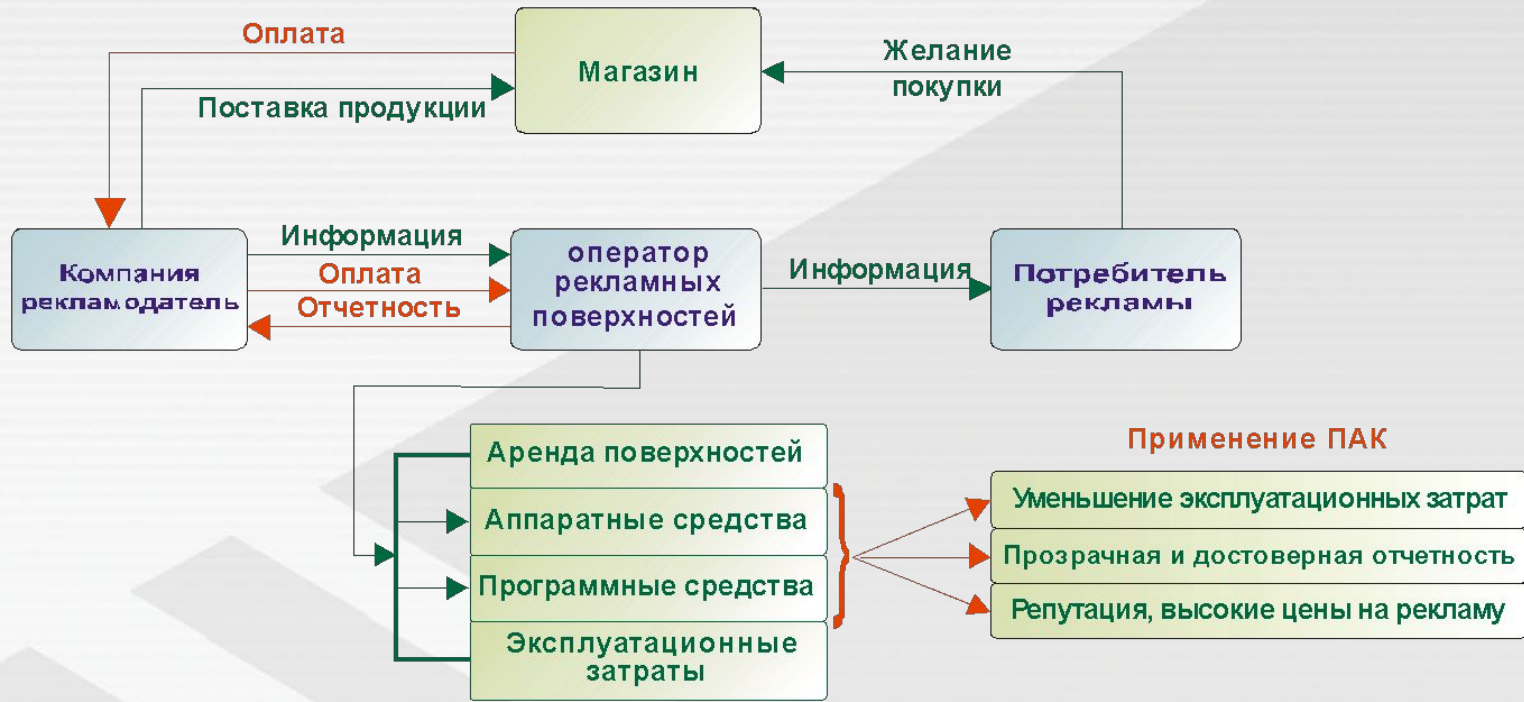 Оплата
Магазин
Желание
покупки
Поставка продукции
Компания
рекламодатель
Информация
Оплата
Отчетность
оператор
рекламных
поверхностей
Информация
Потребитель
рекламы
Аренда поверхностей
Аппаратные средства
Программные средства
Эксплуатационные
затраты
Применение ПАК
Уменьшение эксплуатационных затрат
Прозрачная и достоверная отчетность
Репутация, высокие цены на рекламу